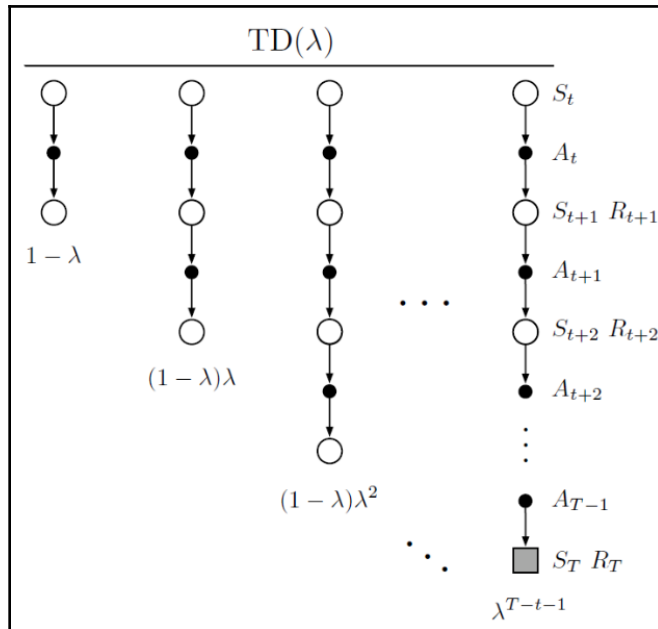 TD(λ)
S_t
A_t
S_{t+1} R_{t+1}
1 − λ
A_{t+1}
S_{t+2} R_{t+2}
(1 − λ)λ
A_{t+2}
(1 − λ)λ²
A_{T−1}
S_T R_T
λ^{T−t−1}